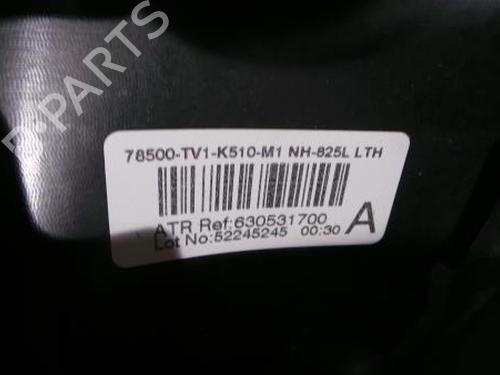 B-PARTS
78500-TV1-K510-M1 NH-825L LTH
ATR Ref:630531700
Lot No:52245245 00:30 A